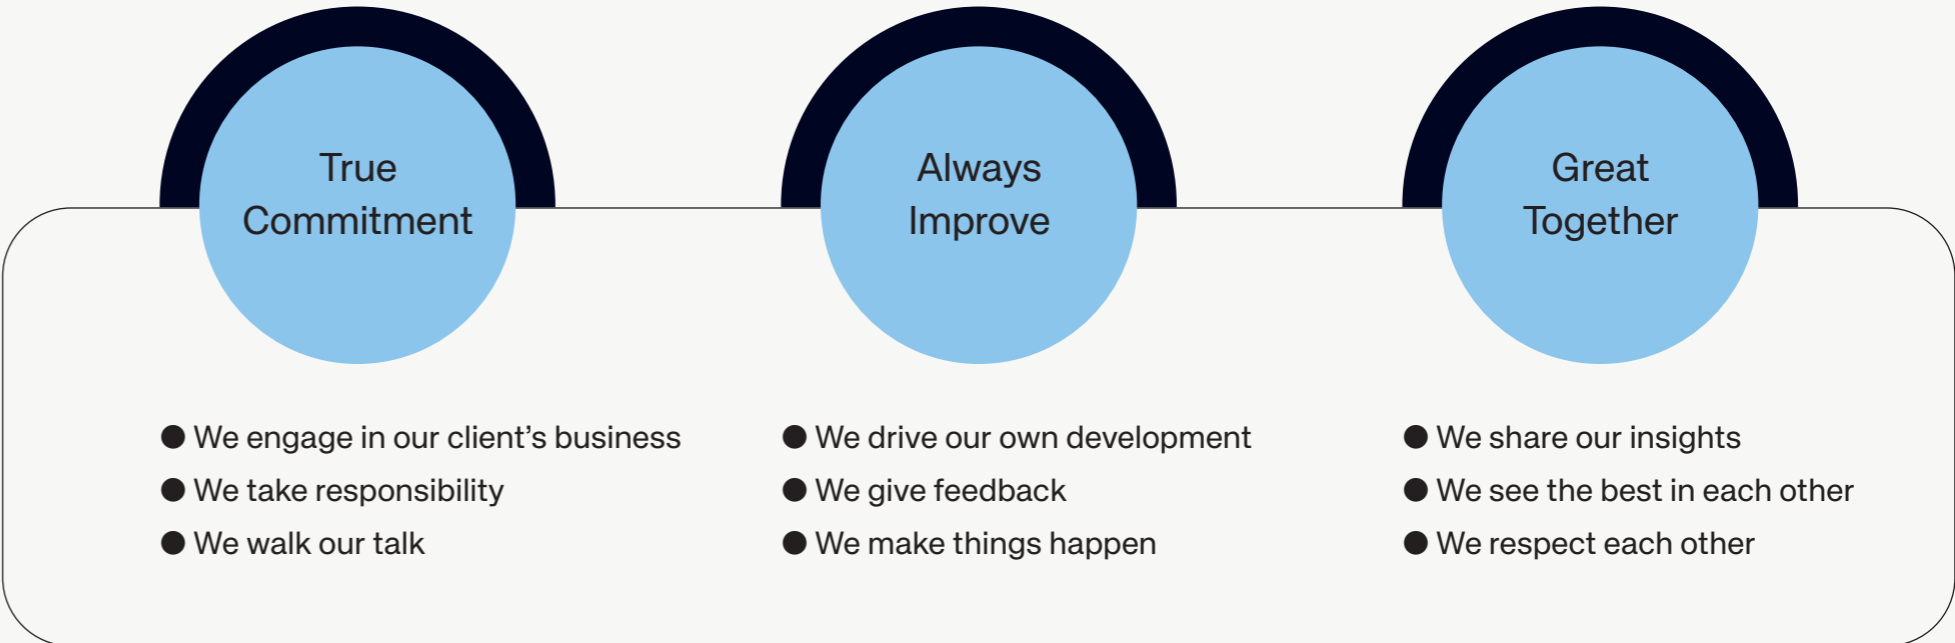 True
Commitment
● We engage in our client’s business
● We take responsibility
● We walk our talk
Always
Improve
● We drive our own development
● We give feedback
● We make things happen
Great
Together
● We share our insights
● We see the best in each other
● We respect each other